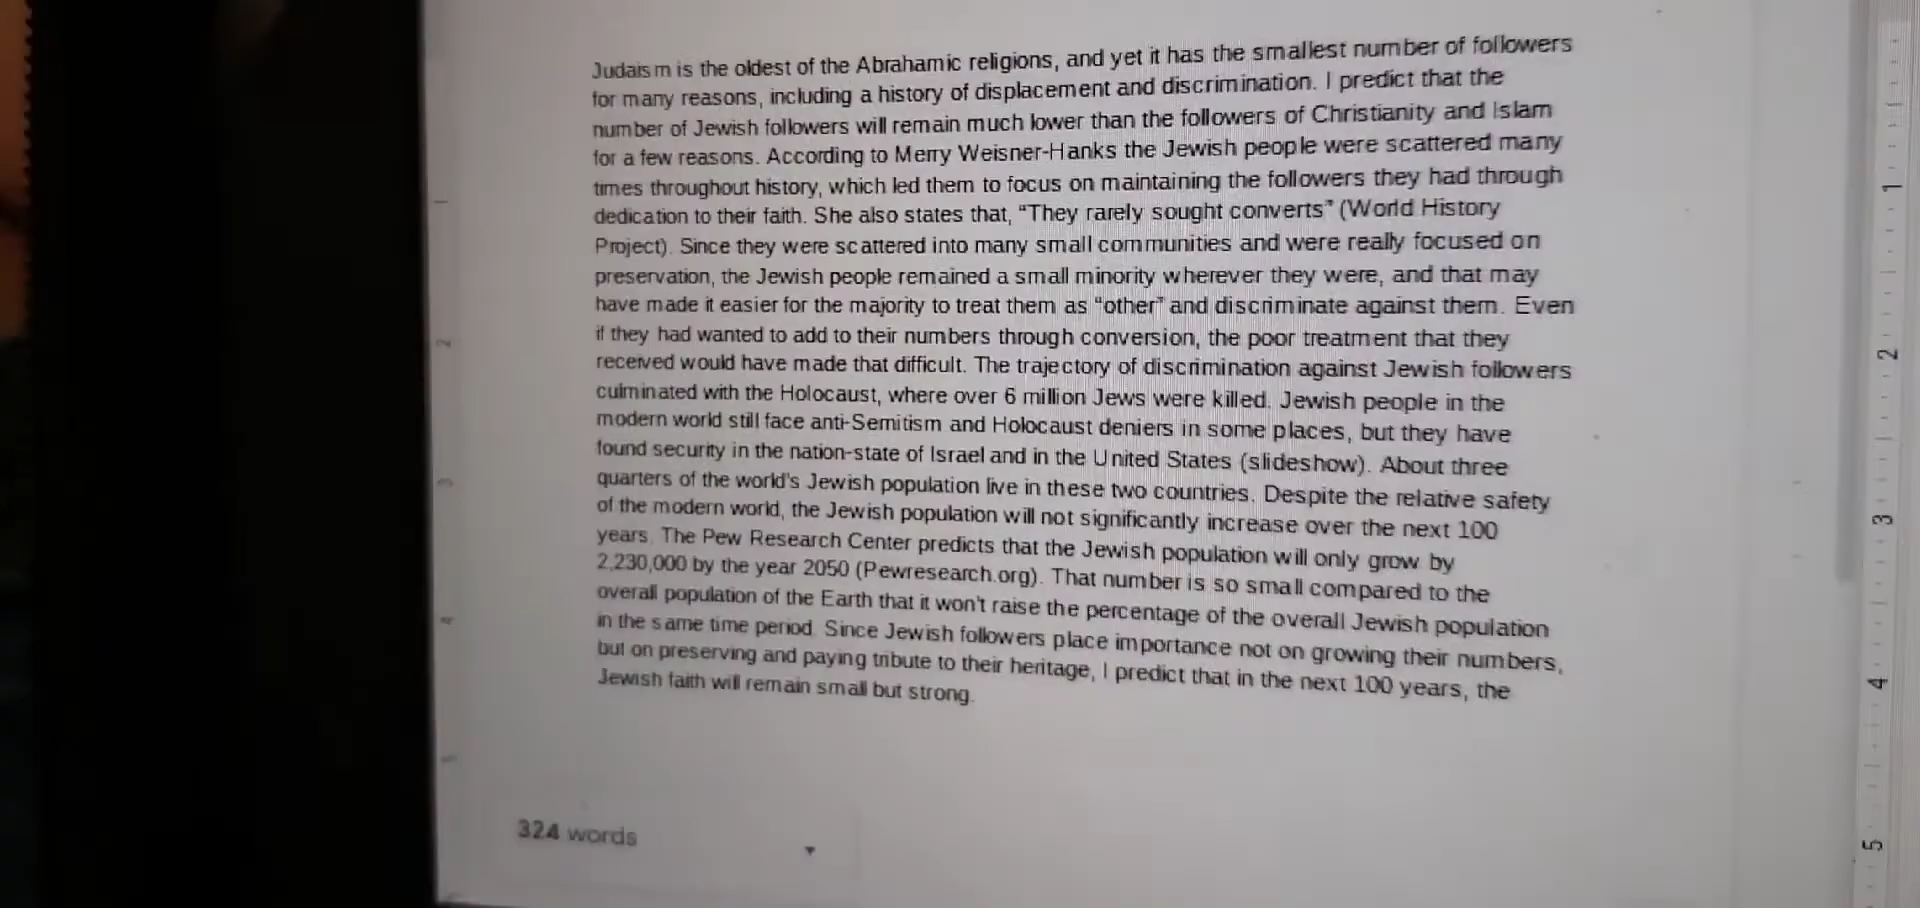 Judaism is the oldest of the Abrahamic religions, and yet it has the smallest number of followers
for many reasons, including a history of displacement and discrimination. I predict that the
number of Jewish followers will remain much lower than the followers of Christianity and Islam
for a few reasons. According to Merry Weisner-Hanks the Jewish people were scattered many
times throughout history, which led them to focus on maintaining the followers they had through
dedication to their faith. She also states that, “They rarely sought converts” (World History
Project). Since they were scattered into many small communities and were really focused on
preservation, the Jewish people remained a small minority wherever they were, and that may
have made it easier for the majority to treat them as “other” and discriminate against them. Even
if they had wanted to add to their numbers through conversion, the poor treatment that they
received would have made that difficult. The trajectory of discrimination against Jewish followers
culminated with the Holocaust, where over 6 million Jews were killed. Jewish people in the
modern world still face anti-Semitism and Holocaust deniers in some places, but they have
found security in the nation-state of Israel and in the United States (slideshow). About three
quarters of the world's Jewish population live in these two countries. Despite the relative safety
of the modern world, the Jewish population will not significantly increase over the next 100
years. The Pew Research Center predicts that the Jewish population will only grow by
2,230,000 by the year 2050 (Pewresearch.org). That number is so small compared to the
overall population of the Earth that it won't raise the percentage of the overall Jewish population
in the same time period. Since Jewish followers place importance not on growing their numbers,
but on preserving and paying tribute to their heritage, I predict that in the next 100 years, the
Jewish faith will remain small but strong.
324 words
1
2
3
4
5
1
2
3
4
5